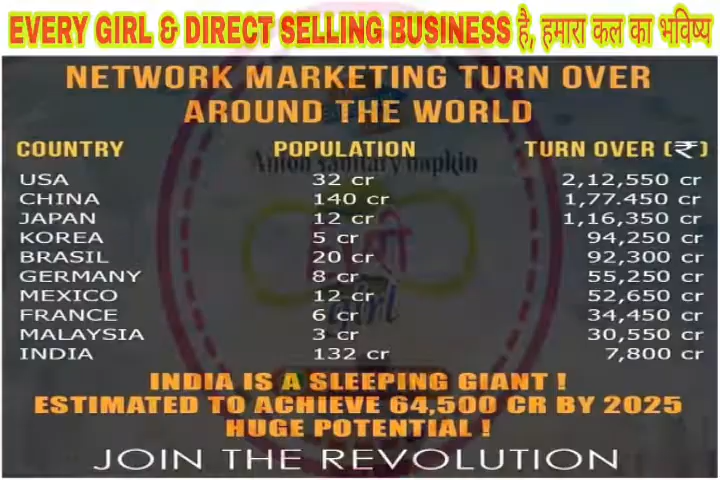 EVERY GIRL & DIRECT SELLING BUSINESS है, हमारा कल का भविष्य
NETWORK MARKETING TURN OVER
AROUND THE WORLD
COUNTRY POPULATION TURN OVER (₹)
Anion sanitary napkin
USA 32 cr 2,12,550 cr
CHINA 140 cr 1,77.450 cr
JAPAN 12 cr 1,16,350 cr
KOREA 5 cr 94,250 cr
BRASIL 20 cr 92,300 cr
GERMANY 8 cr 55,250 cr
MEXICO 12 cr 52,650 cr
FRANCE 6 cr 34,450 cr
girl
MALAYSIA 3 cr 30,550 cr
INDIA 132 cr 7,800 cr
INDIA IS A SLEEPING GIANT !
ESTIMATED TO ACHIEVE 64,500 CR BY 2025
HUGE POTENTIAL !
JOIN THE REVOLUTION